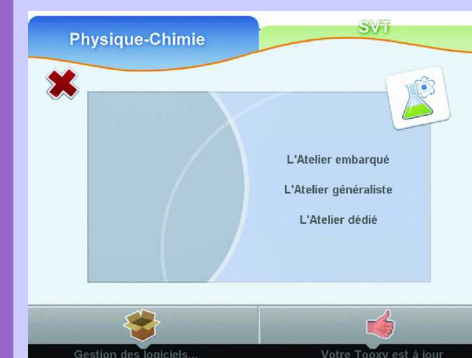 Physique-Chimie
SVT
L'Atelier embarqué
L'Atelier généraliste
L'Atelier dédié
Gestion des logiciels...
Votre Tooxy est à jour